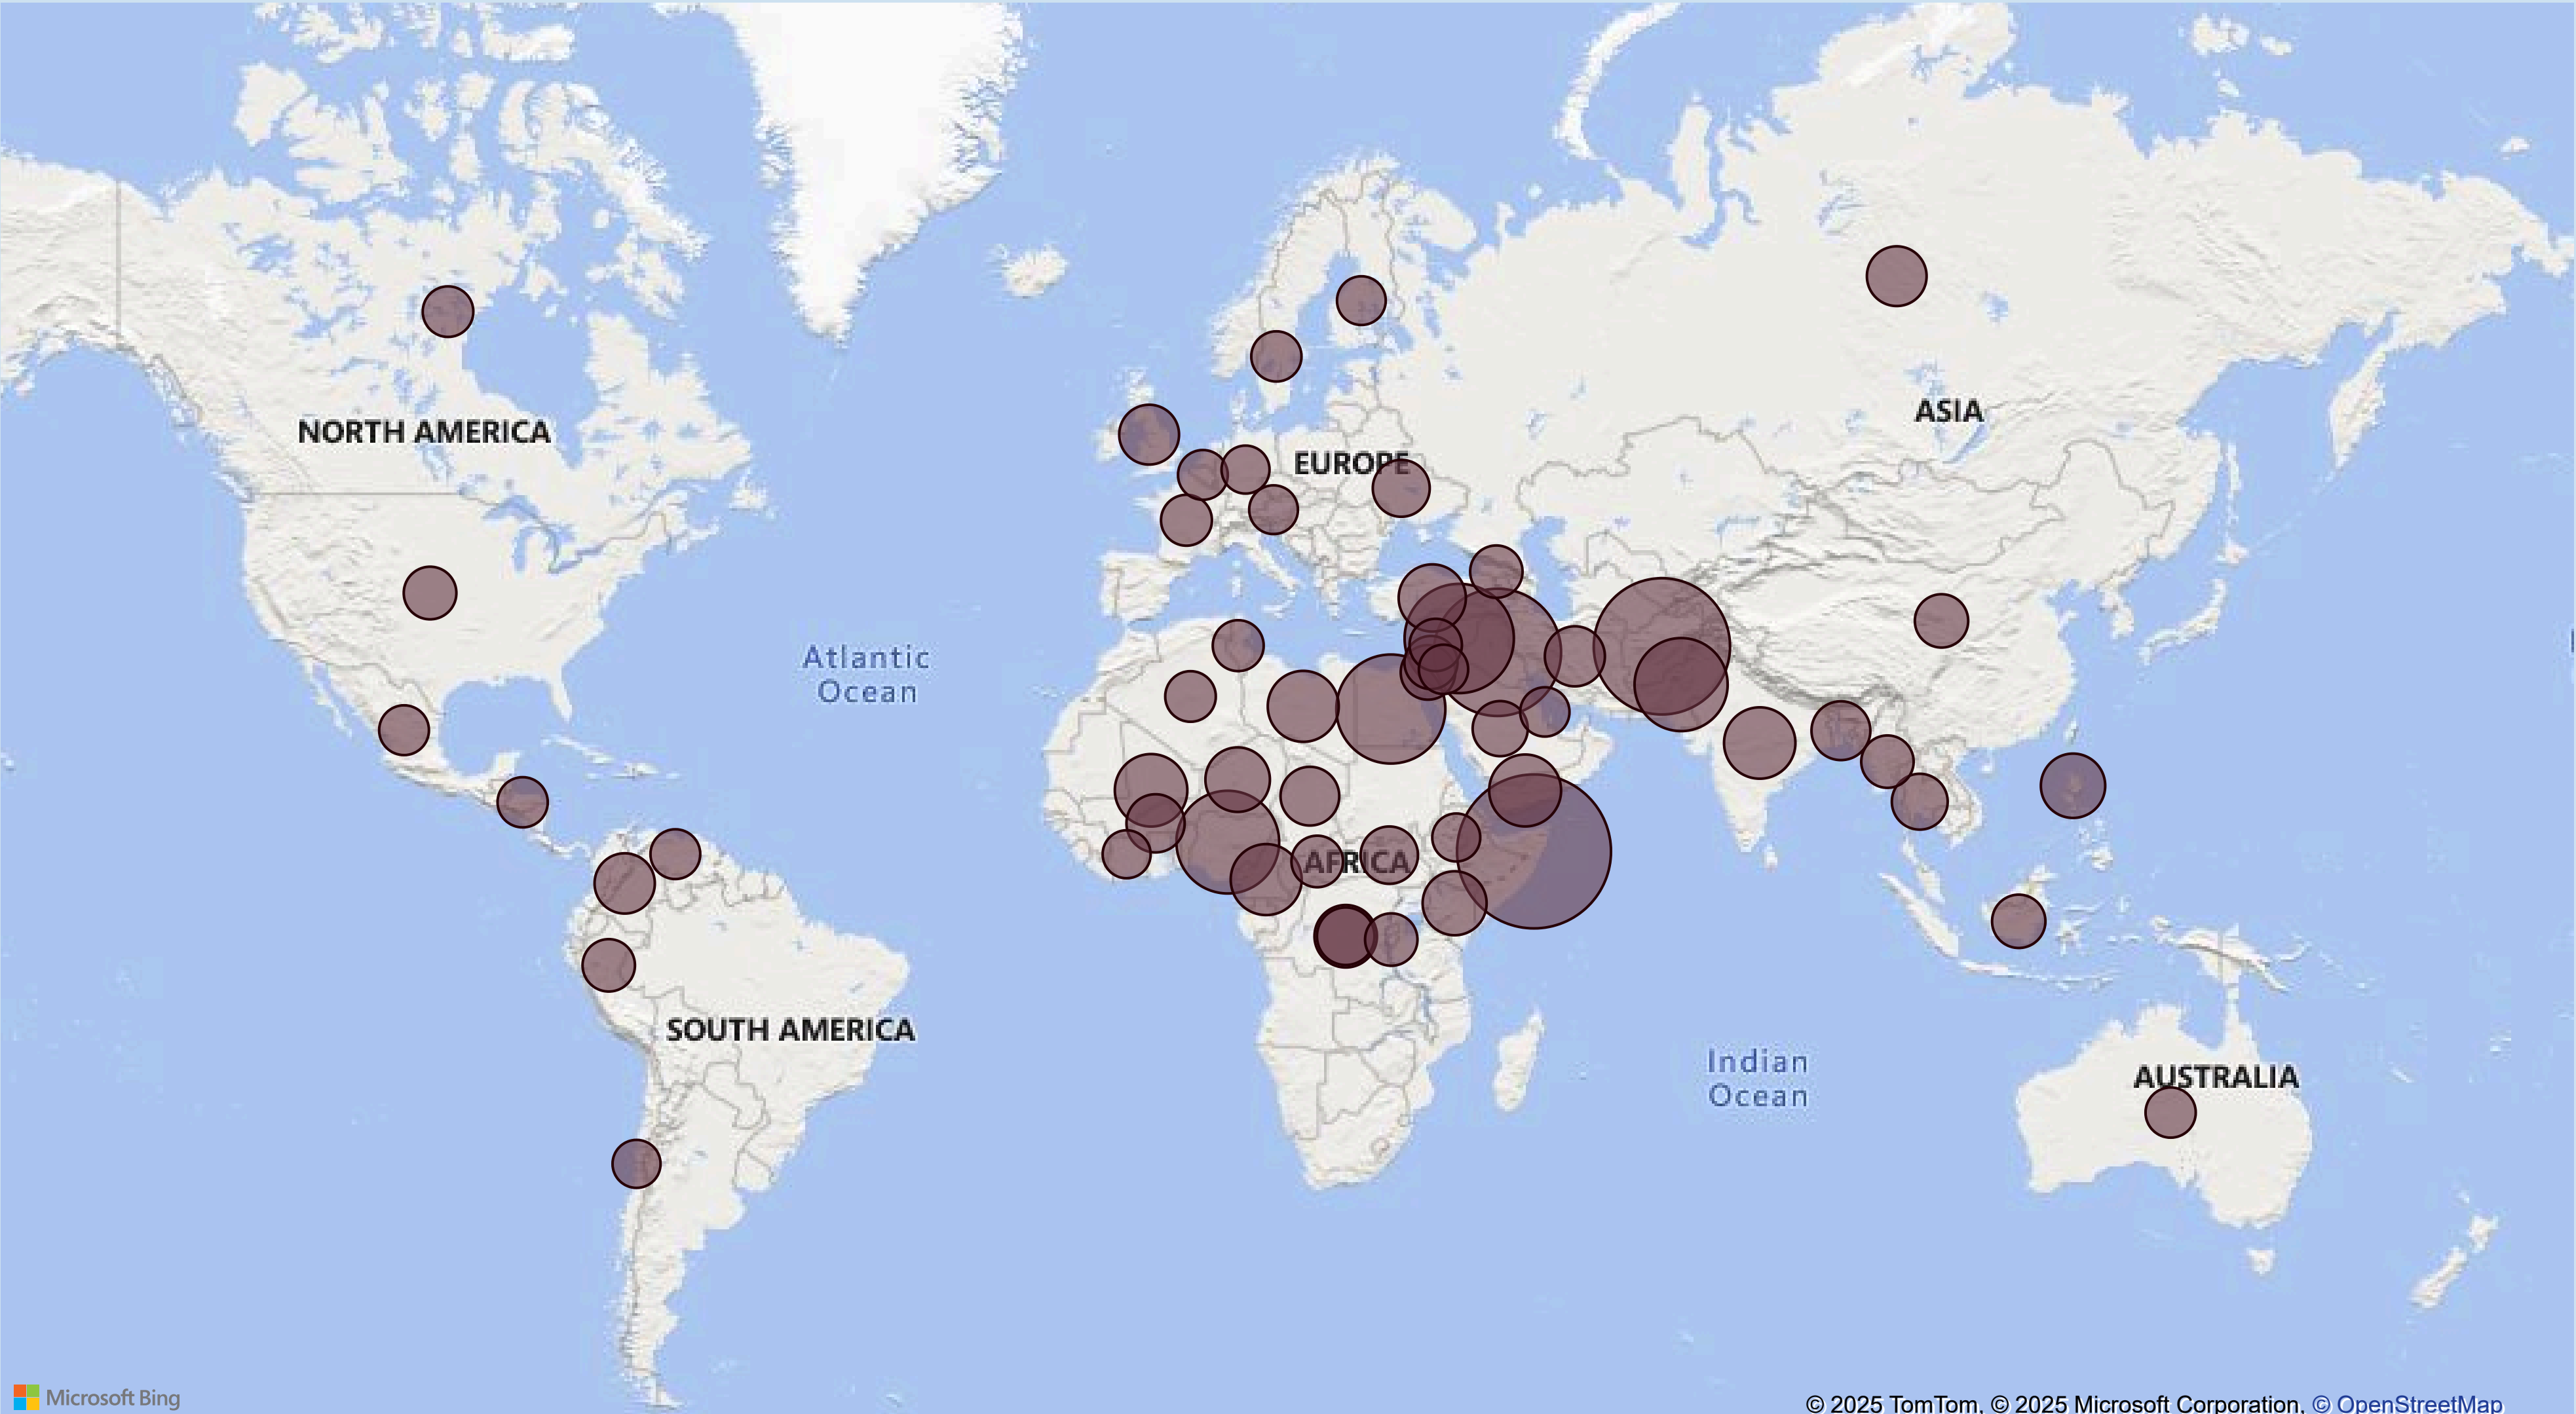 NORTH AMERICA
ASIA
EUROPE
Atlantic
Ocean
AFRICA
SOUTH AMERICA
Indian
Ocean
AUSTRALIA
Microsoft Bing
© 2025 TomTom, © 2025 Microsoft Corporation, © OpenStreetMap